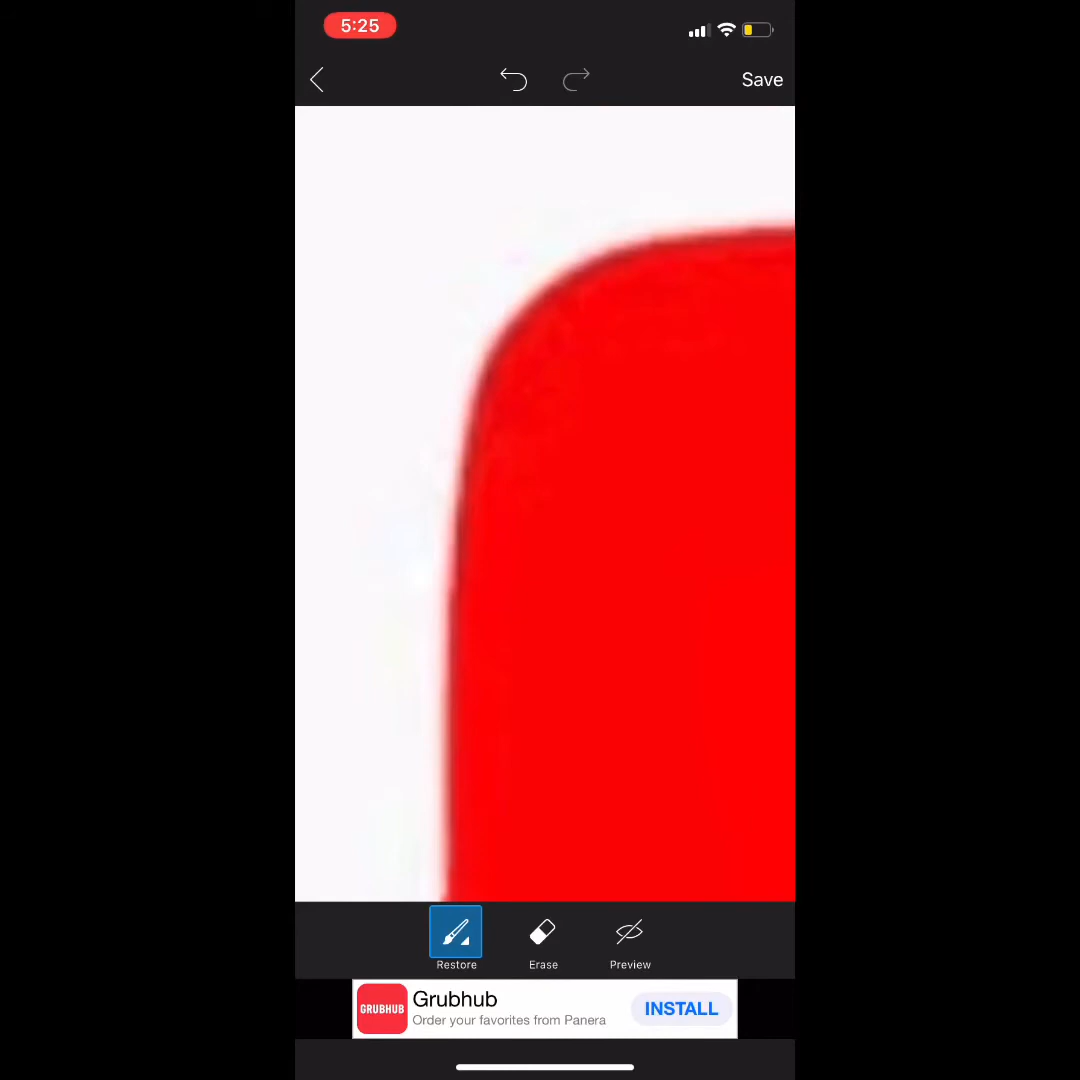 5:25
Save
Restore
Erase
Preview
GRUBHUB
Grubhub
Order your favorites from Panera
INSTALL